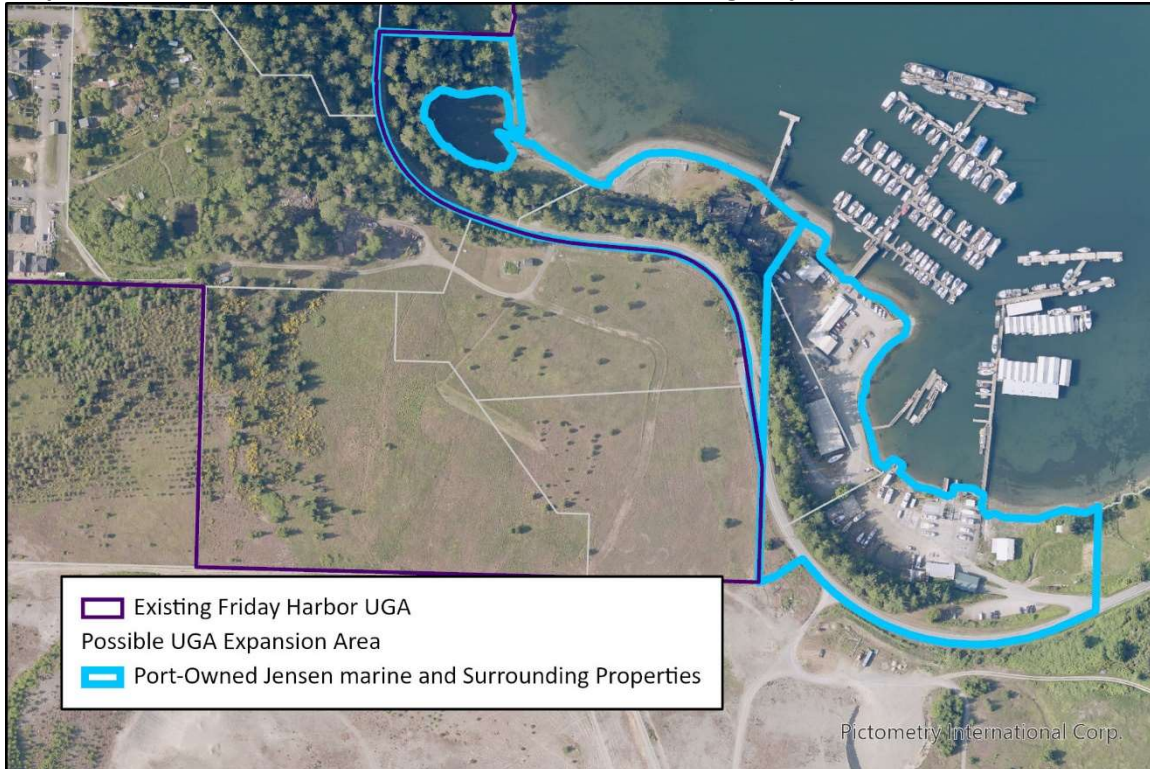 Existing Friday Harbor UGA
Possible UGA Expansion Area
Port-Owned Jensen marine and Surrounding Properties
Pictometry International Corp.